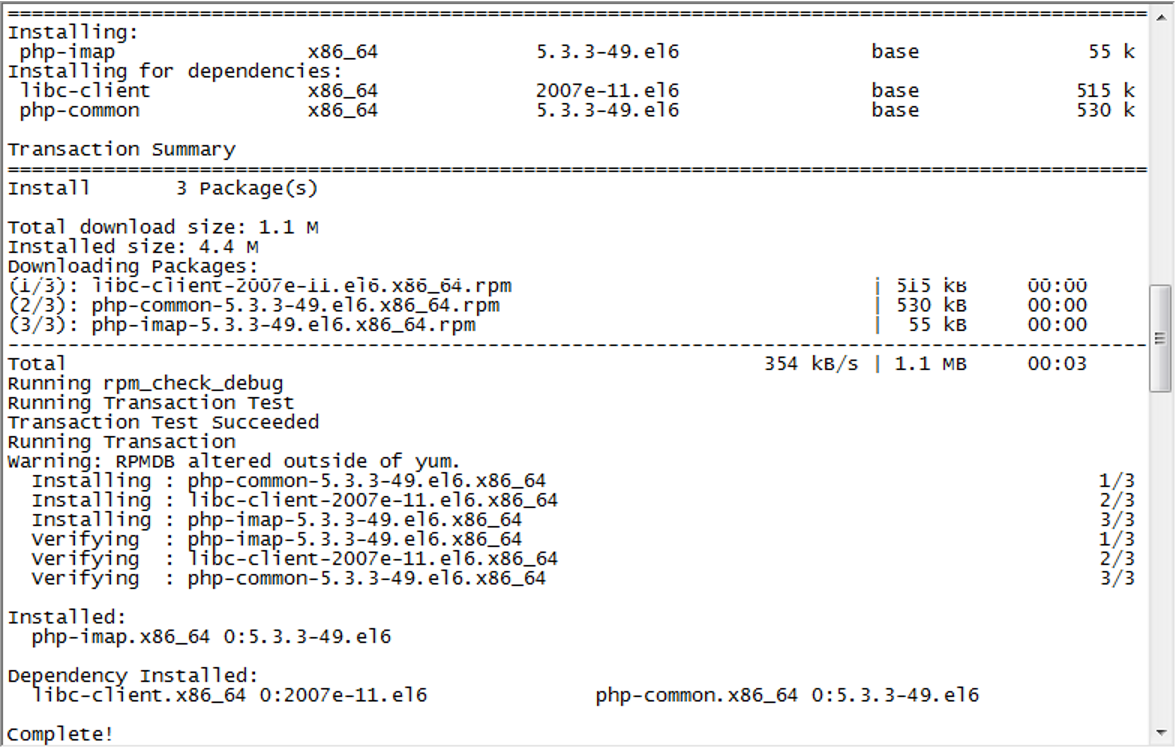 ================================================================================
Installing:
 php-imap                x86_64             5.3.3-49.el6                base              55 k
Installing for dependencies:
 libc-client             x86_64             2007e-11.el6                base             515 k
 php-common              x86_64             5.3.3-49.el6                base             530 k
Transaction Summary
================================================================================
Install       3 Package(s)
Total download size: 1.1 M
Installed size: 4.4 M
Downloading Packages:
(1/3): libc-client-2007e-11.el6.x86_64.rpm                               | 515 kB     00:00
(2/3): php-common-5.3.3-49.el6.x86_64.rpm                                | 530 kB     00:00
(3/3): php-imap-5.3.3-49.el6.x86_64.rpm                                  |  55 kB     00:00
--------------------------------------------------------------------------------
Total                                                           354 kB/s | 1.1 MB     00:03
Running rpm_check_debug
Running Transaction Test
Transaction Test Succeeded
Running Transaction
Warning: RPMDB altered outside of yum.
  Installing : php-common-5.3.3-49.el6.x86_64                                               1/3
  Installing : libc-client-2007e-11.el6.x86_64                                              2/3
  Installing : php-imap-5.3.3-49.el6.x86_64                                                 3/3
  Verifying  : php-imap-5.3.3-49.el6.x86_64                                                 1/3
  Verifying  : libc-client-2007e-11.el6.x86_64                                              2/3
  Verifying  : php-common-5.3.3-49.el6.x86_64                                               3/3
Installed:
  php-imap.x86_64 0:5.3.3-49.el6
Dependency Installed:
  libc-client.x86_64 0:2007e-11.el6              php-common.x86_64 0:5.3.3-49.el6
Complete!